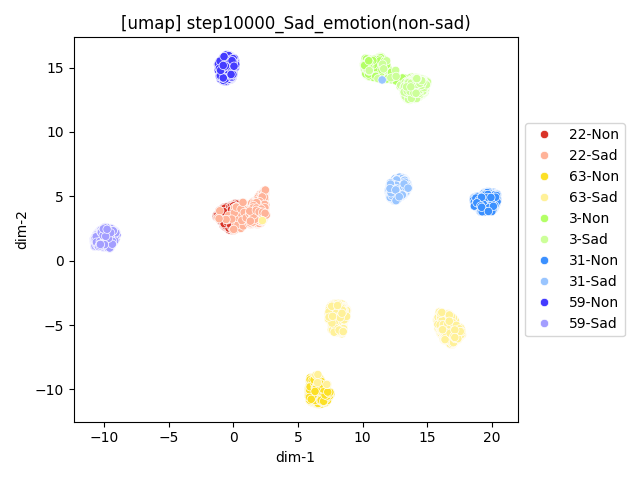 [umap] step10000_Sad_emotion(non-sad)
dim-2
15
10
5
0
−5
−10
−10
−5
0
5
10
15
20
dim-1
22-Non
22-Sad
63-Non
63-Sad
3-Non
3-Sad
31-Non
31-Sad
59-Non
59-Sad